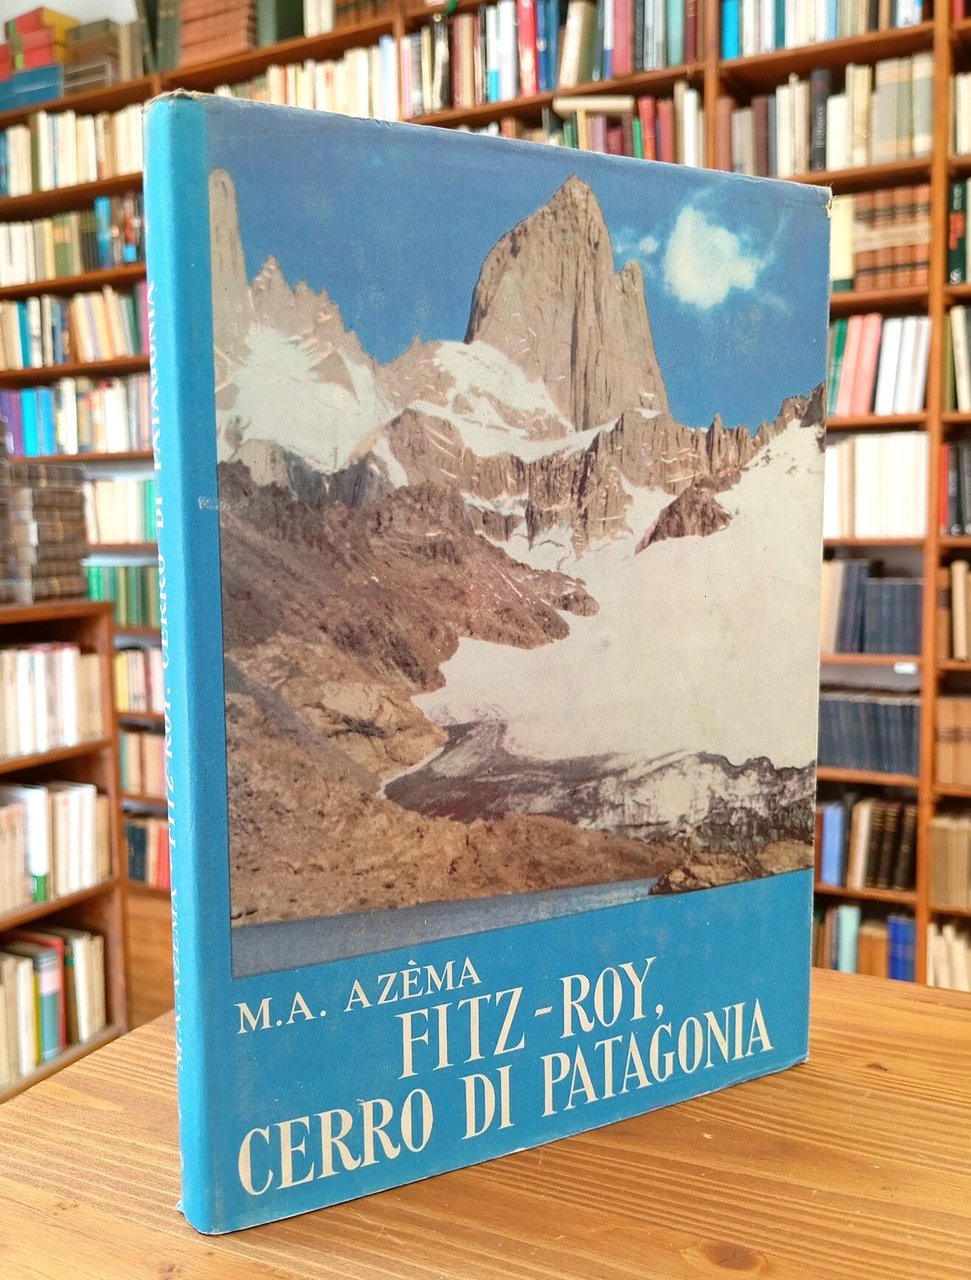 M.A. AZÈMA
FITZ-ROY,
CERRO DI PATAGONIA
M.A. AZÈMA FITZ ROY, CERRO DI PATAGONIA